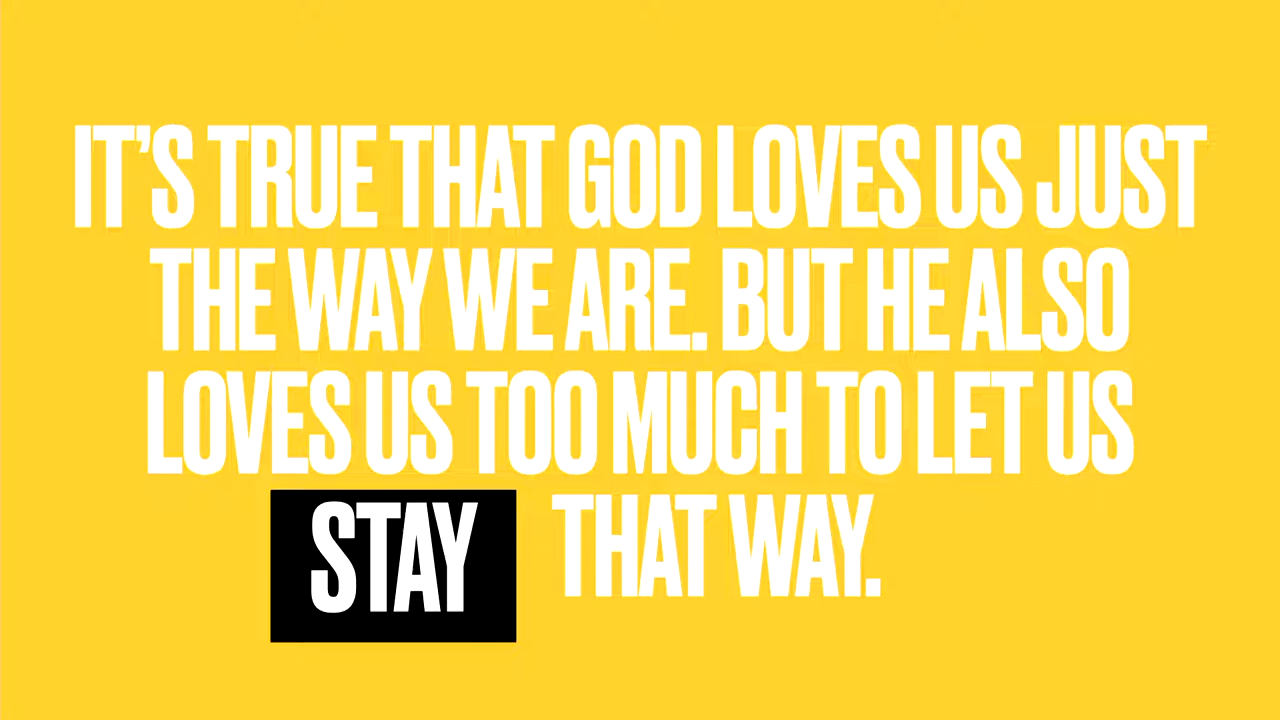 IT'S TRUE THAT GOD LOVES US JUST
THE WAY WE ARE. BUT HE ALSO
LOVES US TOO MUCH TO LET US
STAY THAT WAY.